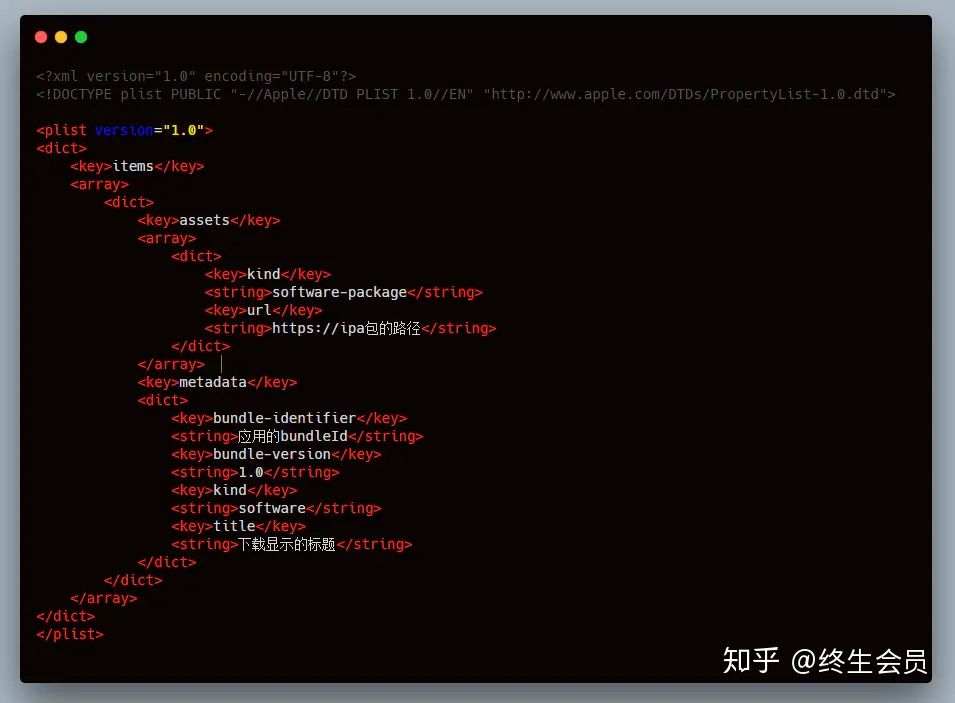 <?xml version="1.0" encoding="UTF-8"?>
<!DOCTYPE plist PUBLIC "-//Apple//DTD PLIST 1.0//EN" "http://www.apple.com/DTDs/PropertyList-1.0.dtd">
<plist version="1.0">
<dict>
    <key>items</key>
    <array>
        <dict>
            <key>assets</key>
            <array>
                <dict>
                    <key>kind</key>
                    <string>software-package</string>
                    <key>url</key>
                    <string>https://ipa包的路径</string>
                </dict>
            </array>
            <key>metadata</key>
            <dict>
                <key>bundle-identifier</key>
                <string>应用的bundleId</string>
                <key>bundle-version</key>
                <string>1.0</string>
                <key>kind</key>
                <string>software</string>
                <key>title</key>
                <string>下载显示的标题</string>
            </dict>
        </dict>
    </array>
</dict>
</plist>
知乎 @终生会员